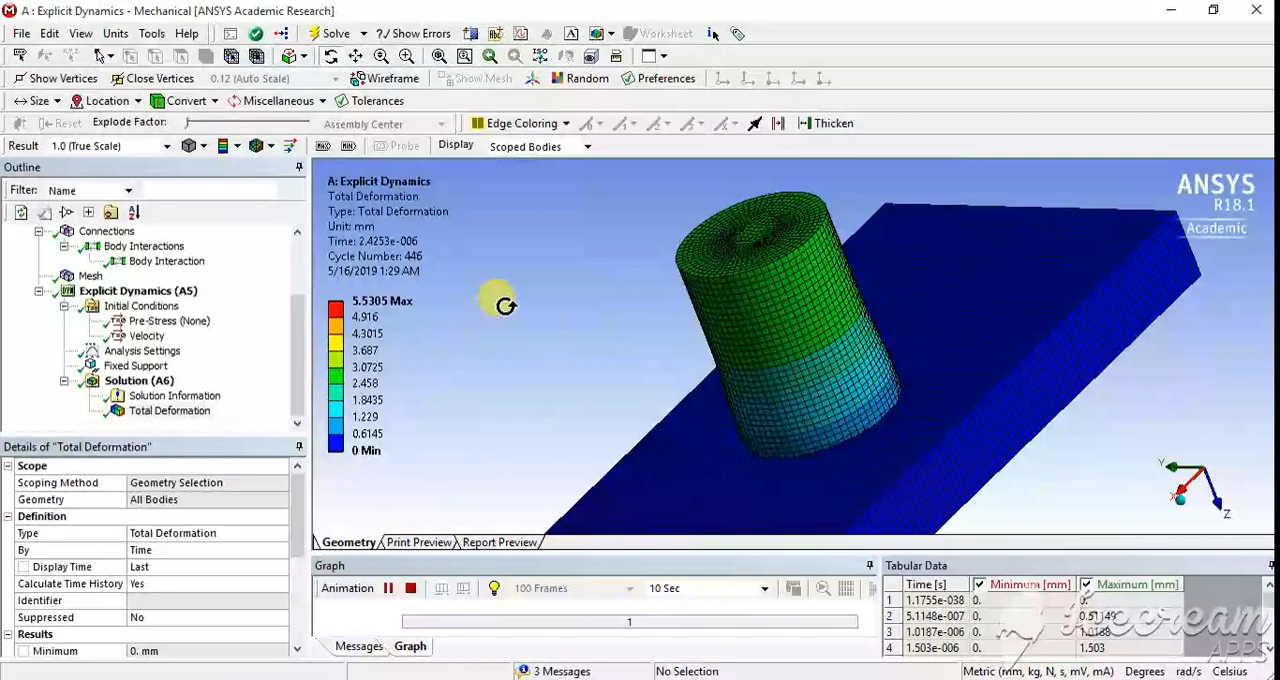 A : Explicit Dynamics - Mechanical [ANSYS Academic Research]
File Edit View Units Tools Help Solve ?/ Show Errors Worksheet
Show Vertices Close Vertices 0.12 (Auto Scale) Wireframe Show Mesh Random Preferences
Size Location Convert Miscellaneous Tolerances
Reset Explode Factor: Assembly Center Edge Coloring Thicken
Result 1.0 (True Scale) Probe Display Scoped Bodies
Outline
Filter: Name
Connections
Body Interactions
Body Interaction
Mesh
Explicit Dynamics (A5)
Initial Conditions
Pre-Stress (None)
Velocity
Analysis Settings
Fixed Support
Solution (A6)
Solution Information
Total Deformation
Details of "Total Deformation"
Scope
Scoping Method Geometry Selection
Geometry All Bodies
Definition
Type Total Deformation
By Time
Display Time Last
Calculate Time History Yes
Identifier
Suppressed No
Results
Minimum 0. mm
A: Explicit Dynamics
Total Deformation
Type: Total Deformation
Unit: mm
Time: 2.4253e-006
Cycle Number: 446
5/16/2019 1:29 AM
5.5305 Max
4.916
4.3015
3.687
3.0725
2.458
1.8435
1.229
0.6145
0 Min
ANSYS
R18.1
Academic
Y
X
Z
Geometry Print Preview Report Preview
Graph
Animation 100 Frames 10 Sec
1
Messages Graph
Tabular Data
Time [s] Minimum [mm] Maximum [mm]
1 1.1755e-038 0. 0.
2 5.1148e-007 0. 0.51149
3 1.0187e-006 0. 1.0188
4 1.503e-006 0. 1.503
Icecream
APPS
3 Messages No Selection Metric (mm, kg, N, s, mV, mA) Degrees rad/s Celsius